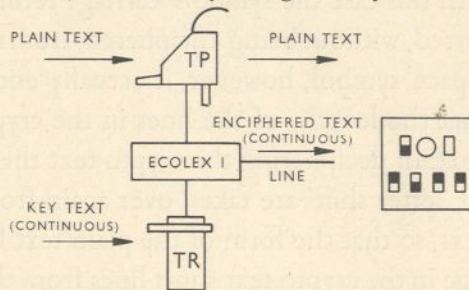 PLAIN TEXT
PLAIN TEXT
TP
ENCIPHERED TEXT
(CONTINUOUS)
ECOLEX I
LINE
KEY TEXT
(CONTINUOUS)
TR